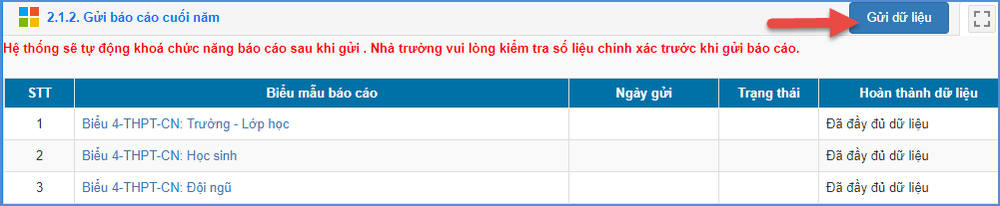 2.1.2. Gửi báo cáo cuối năm
Gửi dữ liệu
Hệ thống sẽ tự động khoá chức năng báo cáo sau khi gửi . Nhà trường vui lòng kiểm tra số liệu chính xác trước khi gửi báo cáo.
STT Biểu mẫu báo cáo Ngày gửi Trạng thái Hoàn thành dữ liệu
1 Biểu 4-THPT-CN: Trường - Lớp học Đã đầy đủ dữ liệu
2 Biểu 4-THPT-CN: Học sinh Đã đầy đủ dữ liệu
3 Biểu 4-THPT-CN: Đội ngũ Đã đầy đủ dữ liệu